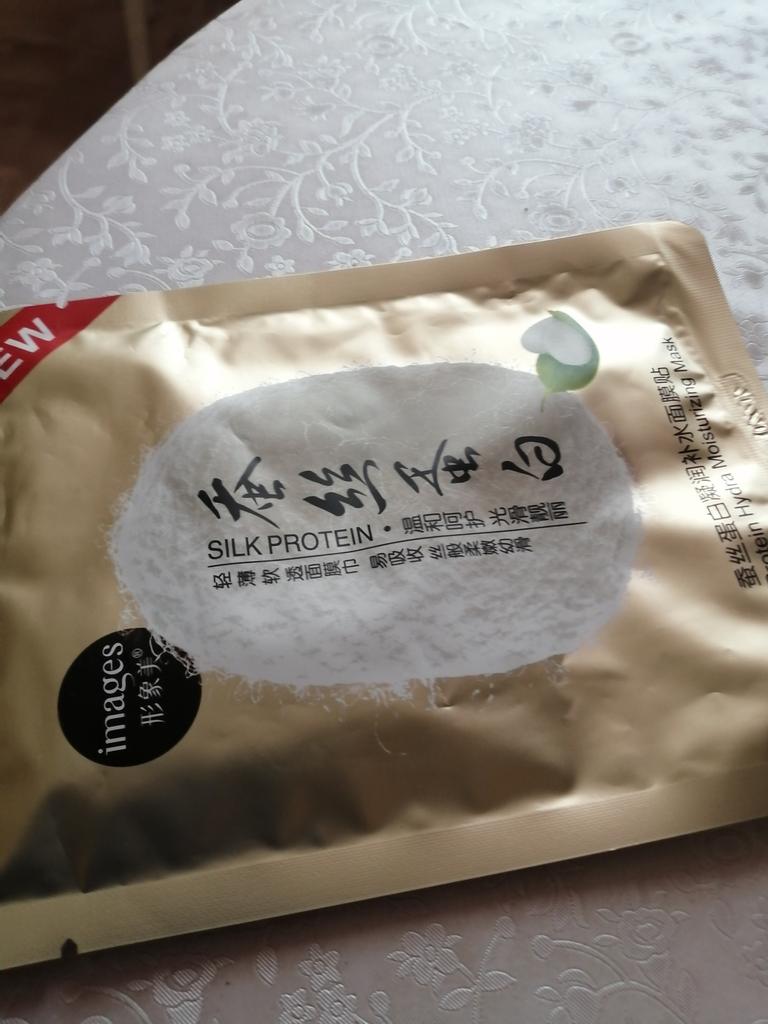 EW
images
形象美®
蚕丝蛋白
SILK PROTEIN · 温和呵护 光滑靓丽
轻薄软透面膜巾 易吸收 丝般柔嫩幼滑
蚕丝蛋白凝润补水面膜贴
Protein Hydra Moisturizing Mask